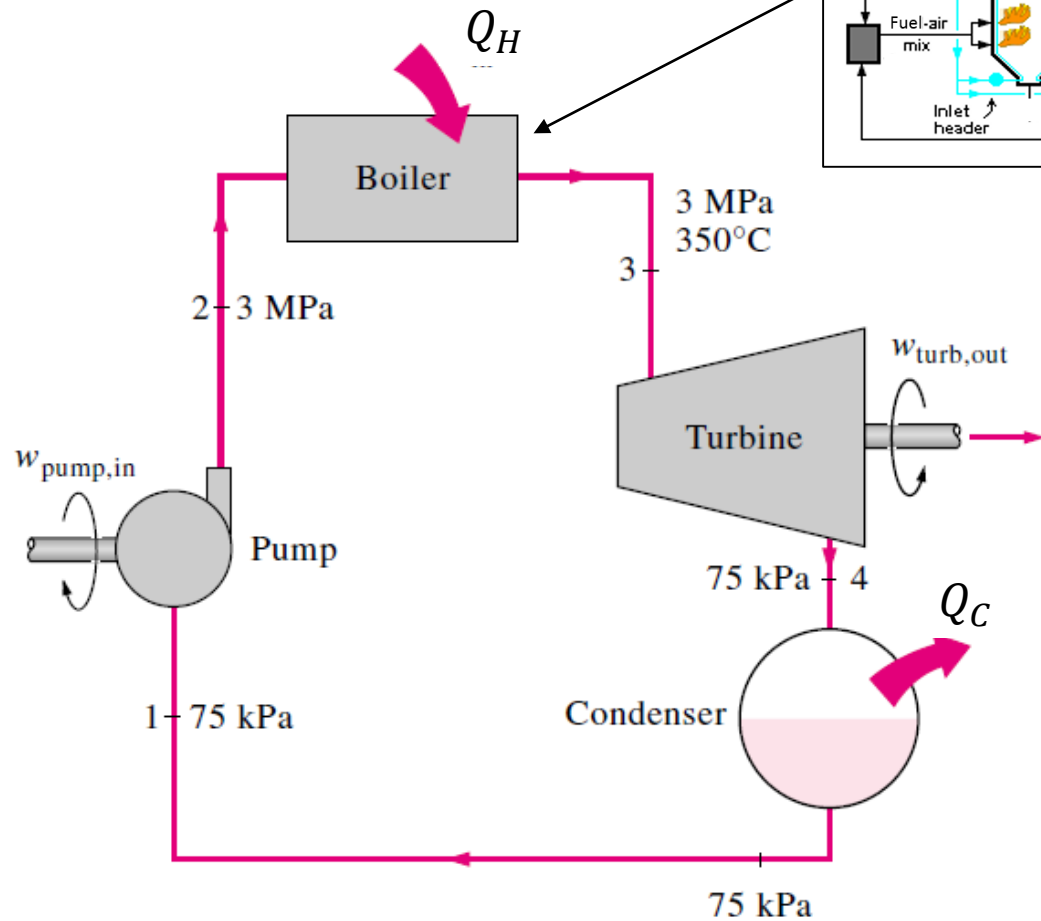 Fuel-air
mix
Inlet
header
Q_H
Boiler
3 MPa
350°C
3
2
3 MPa
w_turb,out
Turbine
w_pump,in
Pump
75 kPa
4
Q_C
Condenser
1
75 kPa
75 kPa